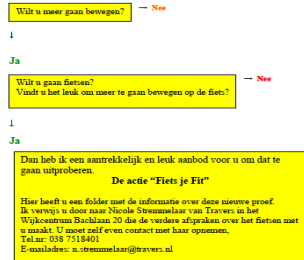 Wilt u meer gaan bewegen? → Nee
↓
Ja
Wilt u gaan fietsen? → Nee
Vindt u het leuk om meer te gaan bewegen op de fiets?
↓
Ja
Dan heb ik een aantrekkelijk en leuk aanbod voor u om dat te
gaan uitproberen.
De actie “Fiets je Fit”
Hier heeft u een folder met de informatie over deze nieuwe proef.
Ik verwijs u door naar Nicole Stremmelaar van Travers in het
Wijkcentrum Bachlaan 20 die de verdere afspraken over het fietsen met
u maakt. U moet zelf even contact met haar opnemen,
Tel.nr: 038 7518401
E-mailadres: n.stremmelaar@travers.nl